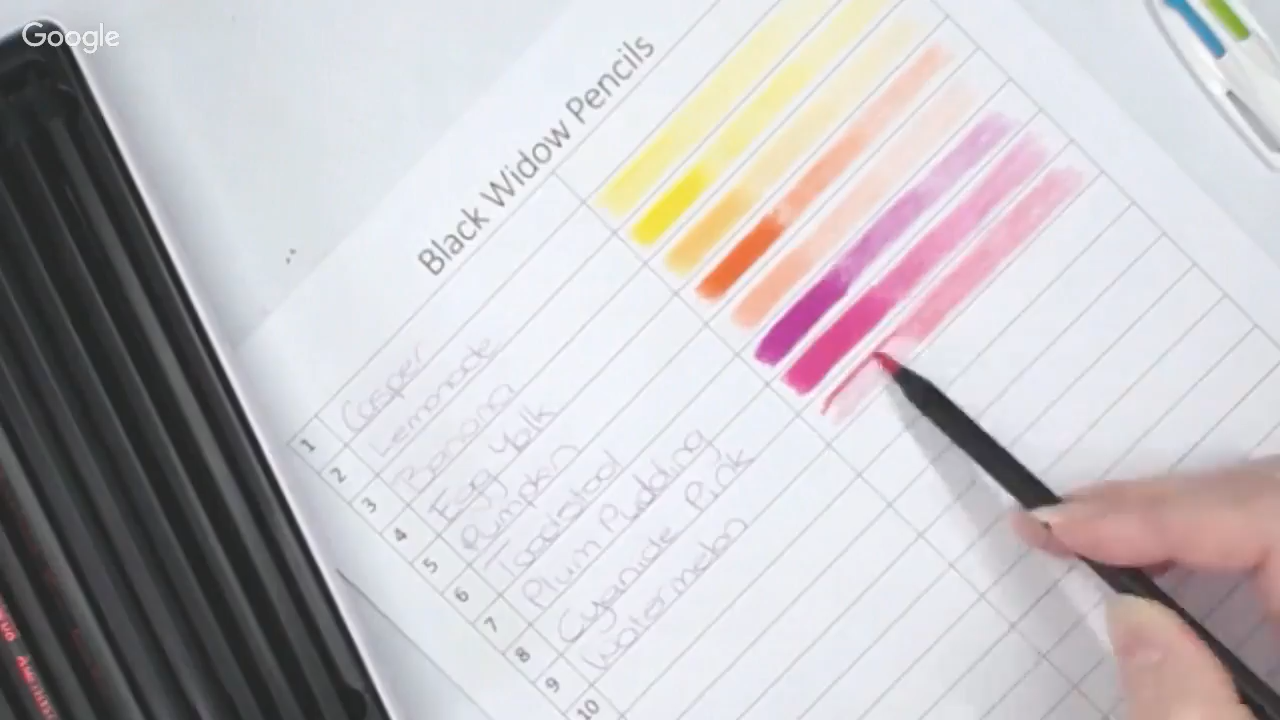 Google
Black Widow Pencils
1 Casper
2 Lemonade
3 Banana
4 Egg Yolk
5 Pumpkin
6 Toadstool
7 Plum Pudding
8 Cyanide Pink
9 Watermelon
10